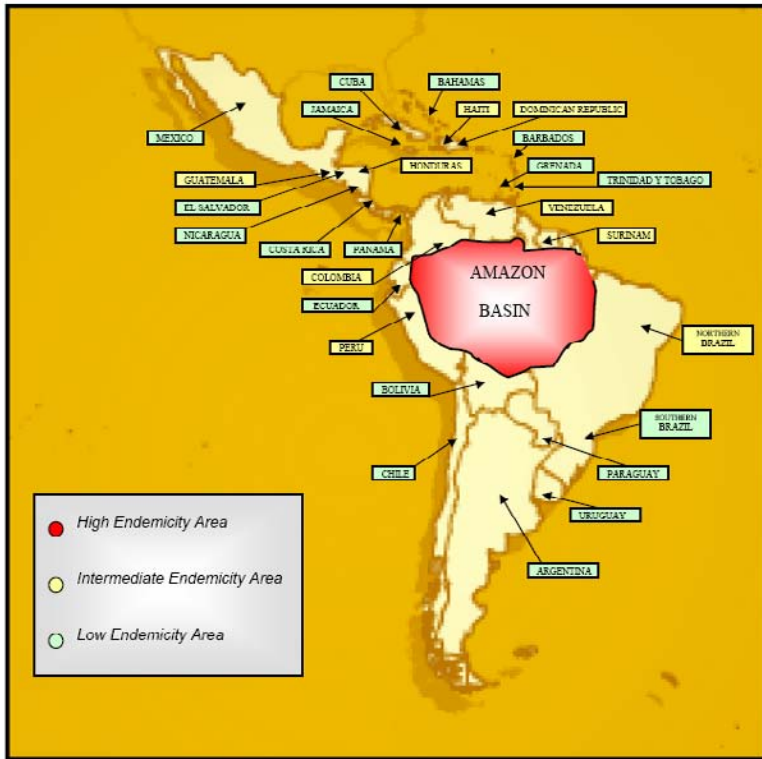 CUBA
BAHAMAS
JAMAICA
HAITI
DOMINICAN REPUBLIC
MEXICO
BARBADOS
HONDURAS
GRENADA
GUATEMALA
TRINIDAD Y TOBAGO
EL SALVADOR
VENEZUELA
NICARAGUA
SURINAM
COSTA RICA
PANAMA
COLOMBIA
AMAZON
BASIN
ECUADOR
NORTHERN
BRAZIL
PERU
BOLIVIA
SOUTHERN
BRAZIL
CHILE
PARAGUAY
URUGUAY
ARGENTINA
High Endemicity Area
Intermediate Endemicity Area
Low Endemicity Area